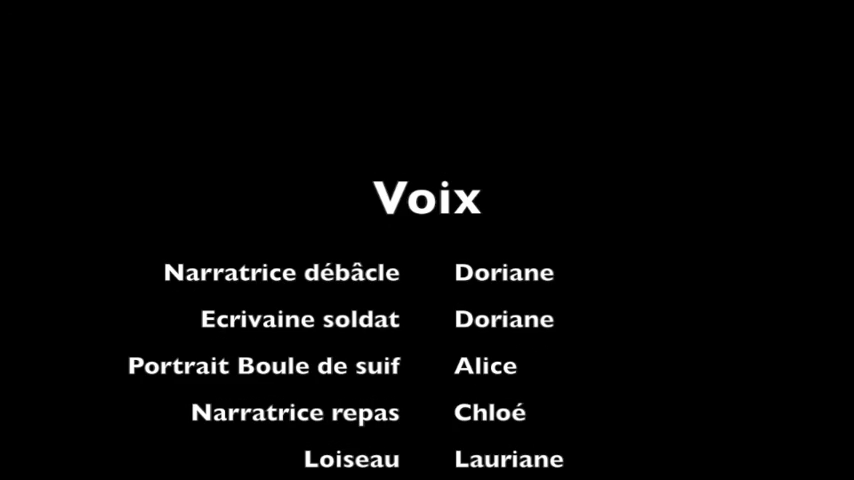 Voix
Narratrice débâcle Doriane
Ecrivaine soldat Doriane
Portrait Boule de suif Alice
Narratrice repas Chloé
Loiseau Lauriane